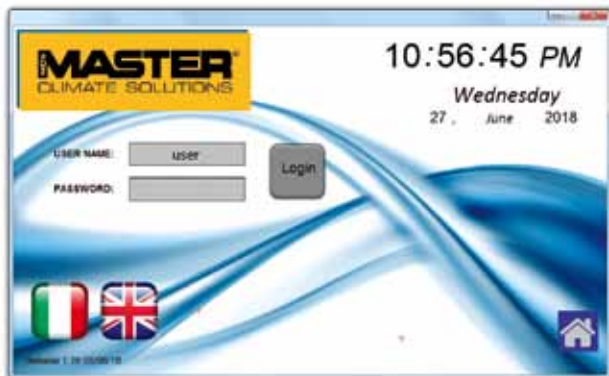 MASTER
CLIMATE SOLUTIONS
10:56:45 PM
Wednesday
27 , June 2018
USER NAME: user
PASSWORD:
Login